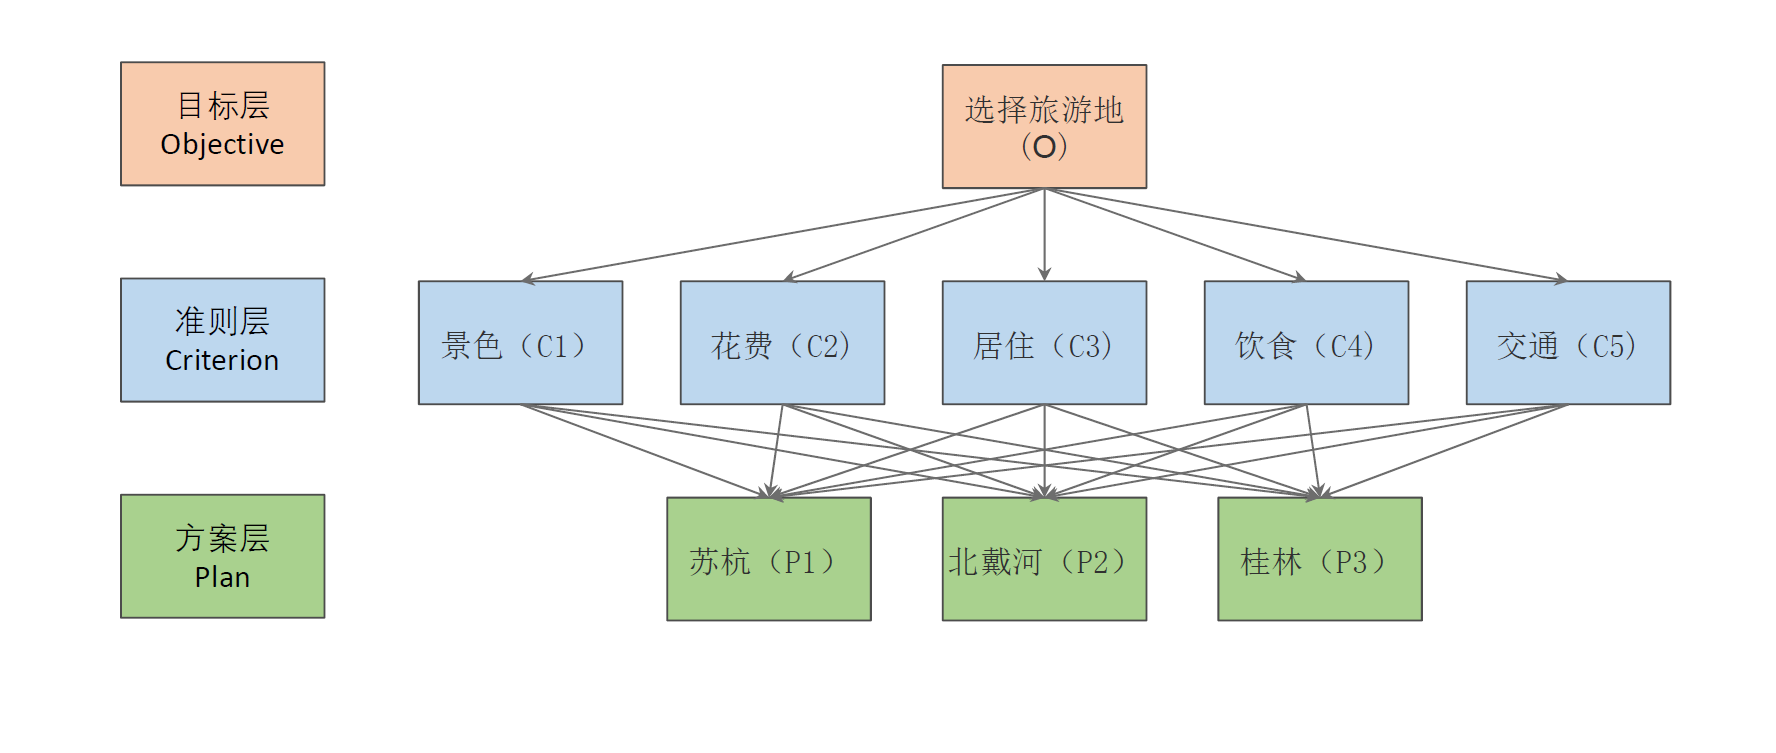 目标层
Objective
选择旅游地
(O)
准则层
Criterion
景色（C1）
花费（C2)
居住（C3)
饮食（C4)
交通（C5)
方案层
Plan
苏杭（P1）
北戴河（P2）
桂林（P3）